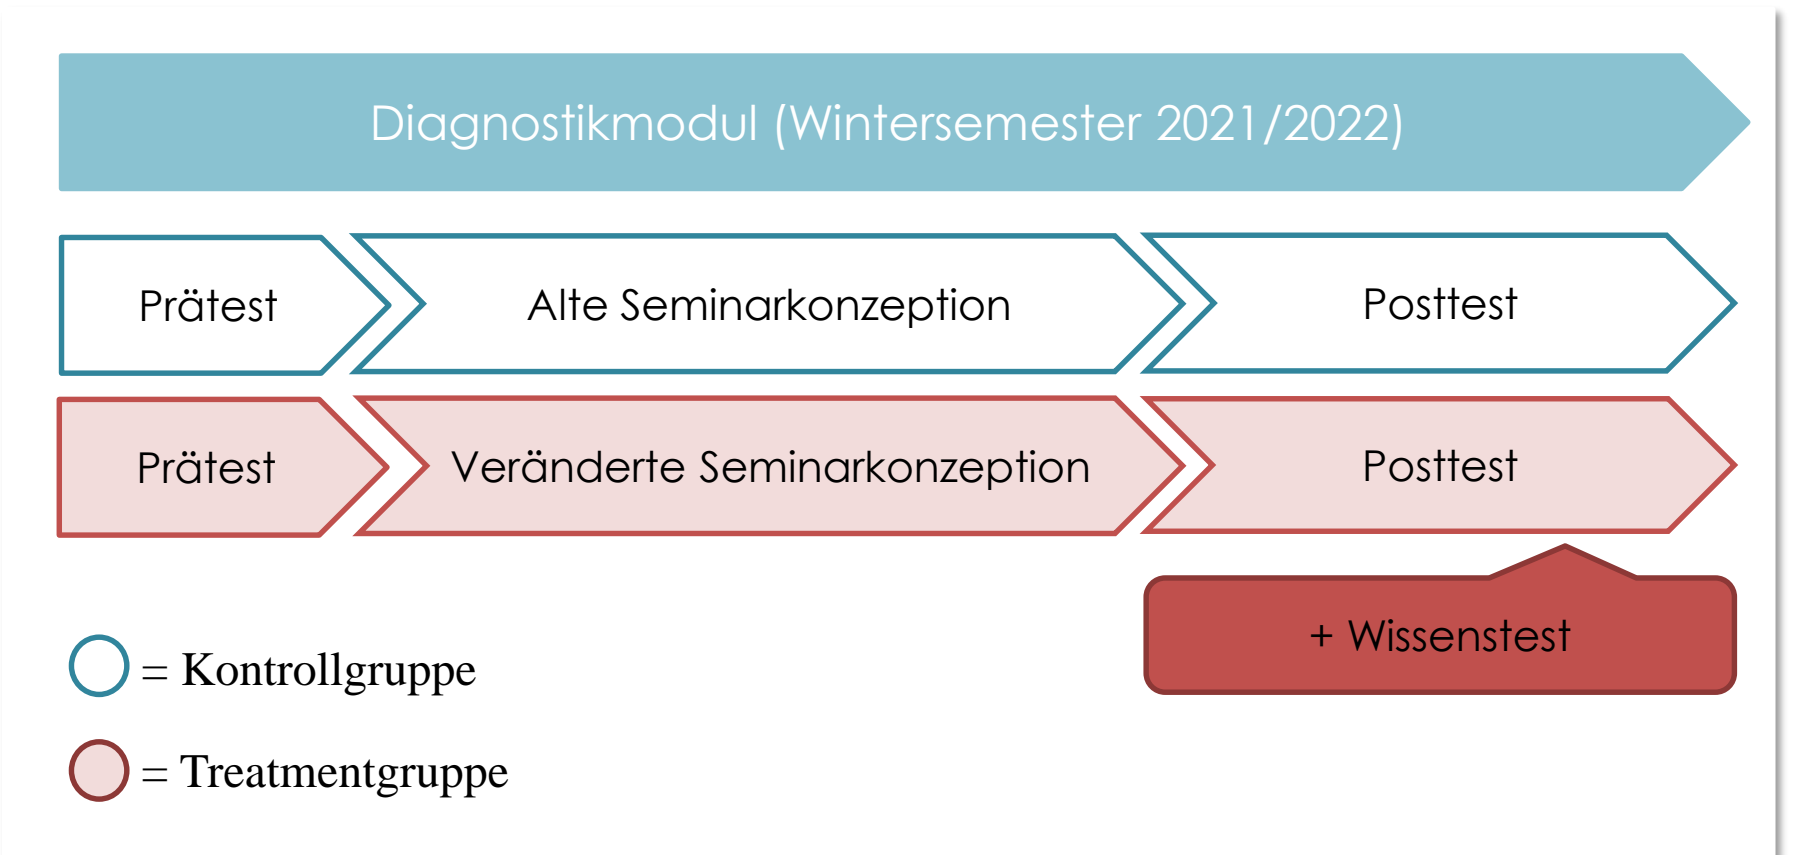 Diagnostikmodul (Wintersemester 2021/2022)
Prätest
Alte Seminarkonzeption
Posttest
Prätest
Veränderte Seminarkonzeption
Posttest
+ Wissenstest
= Kontrollgruppe
= Treatmentgruppe